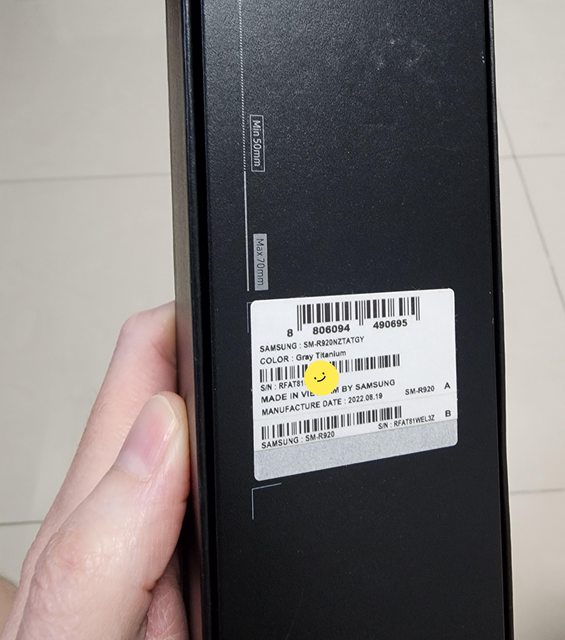 Min 50mm
Max 70mm
8 806094 490695
SAMSUNG : SM-R920NZTATGY
COLOR : Gray Titanium
S/N : RFAT81
MADE IN VIE M BY SAMSUNG
SM-R920 A
MANUFACTURE DATE : 2022.08.19
S/N : RFAT81WEL3Z B
SAMSUNG : SM-R920